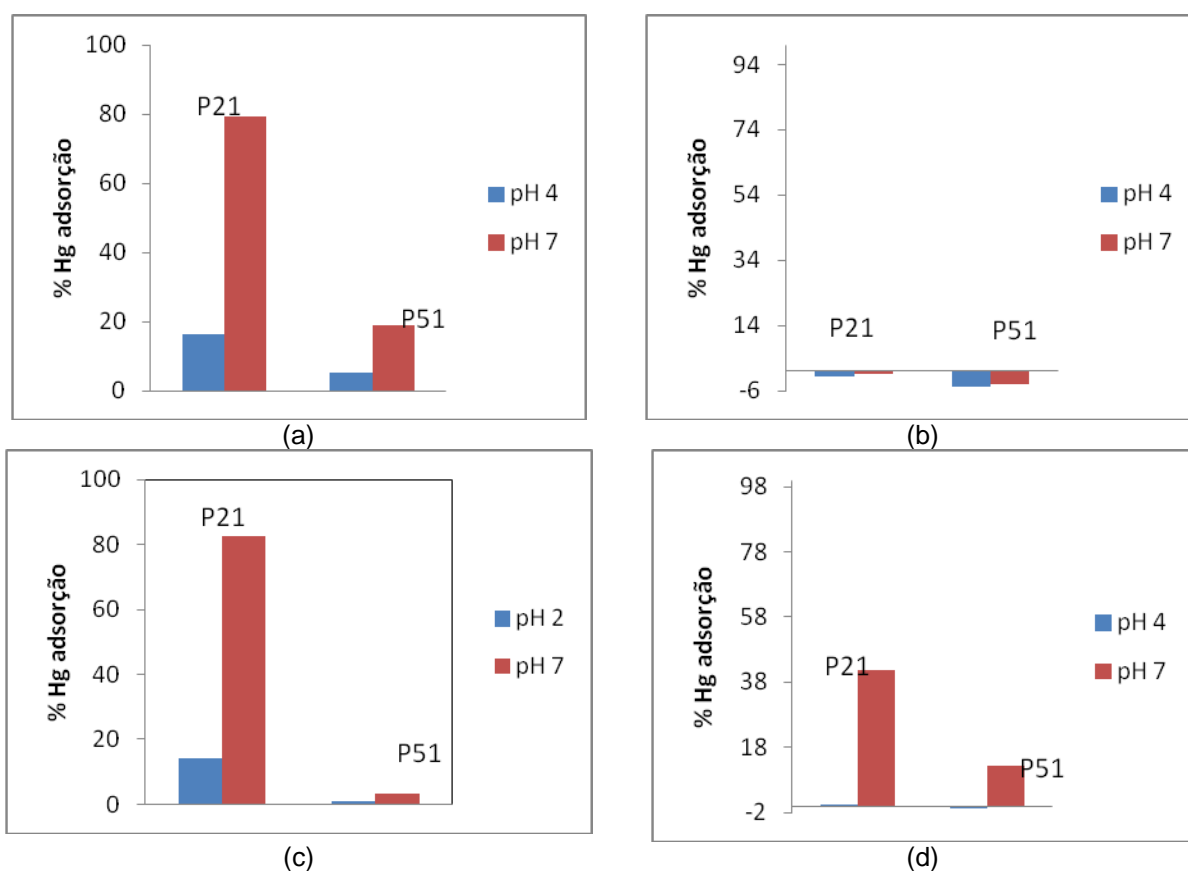 % Hg adsorção
100
80
60
40
20
0
P21
P51
pH 4
pH 7
(a)
% Hg adsorção
94
74
54
34
14
-6
P21
P51
pH 4
pH 7
(b)
% Hg adsorção
100
80
60
40
20
0
P21
P51
pH 2
pH 7
(c)
% Hg adsorção
98
78
58
38
18
-2
P21
P51
pH 4
pH 7
(d)